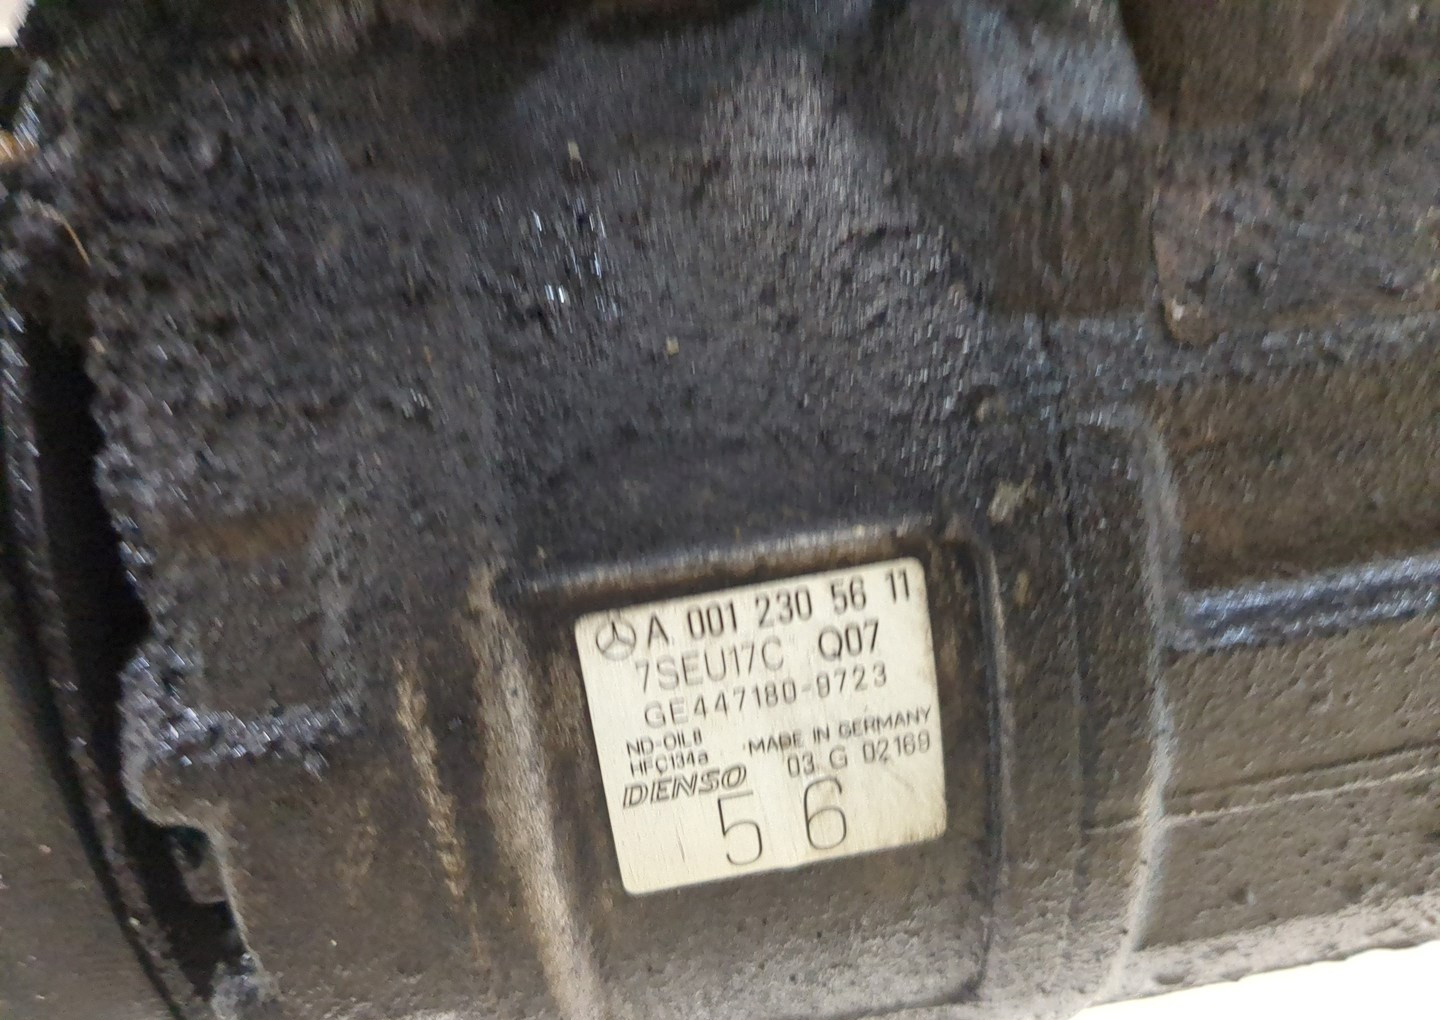 A 001 230 56 11
7SEU17C Q07
GE447180-9723
ND-OIL8 MADE IN GERMANY
HFC134a 03 G 02169
DENSO
5 6